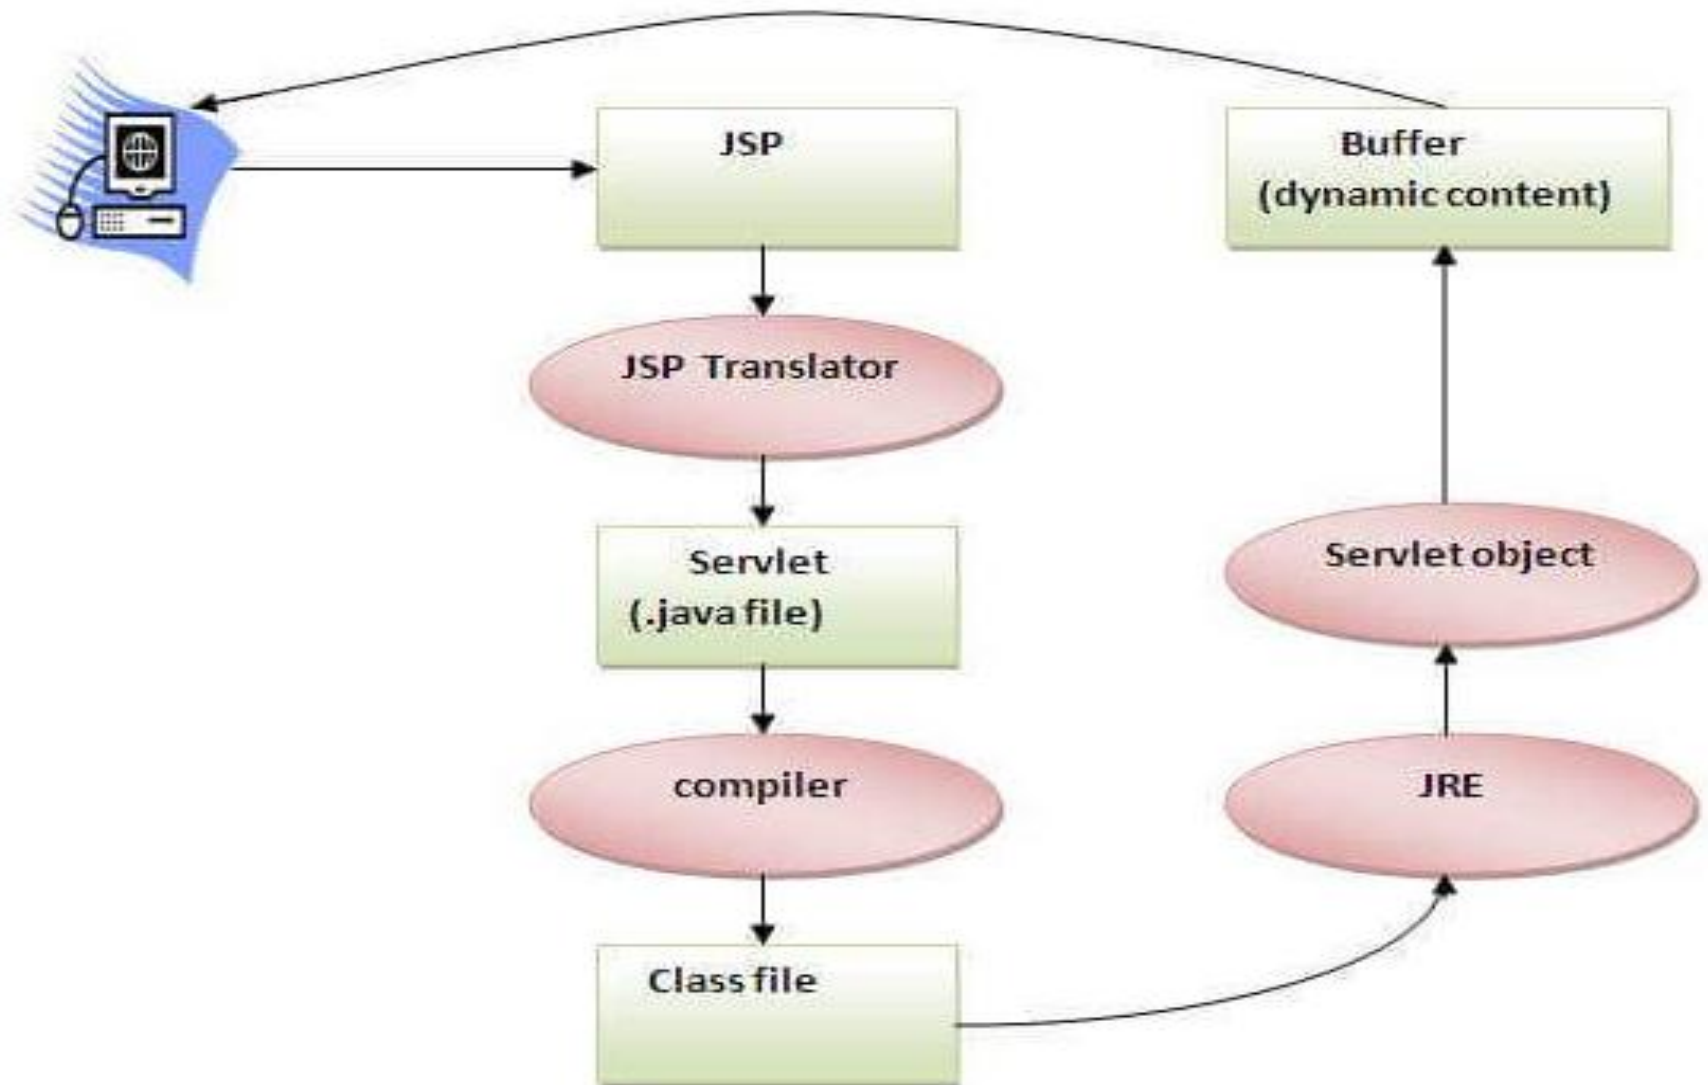 JSP
JSP Translator
Servlet
(.java file)
compiler
Class file
JRE
Servlet object
Buffer
(dynamic content)